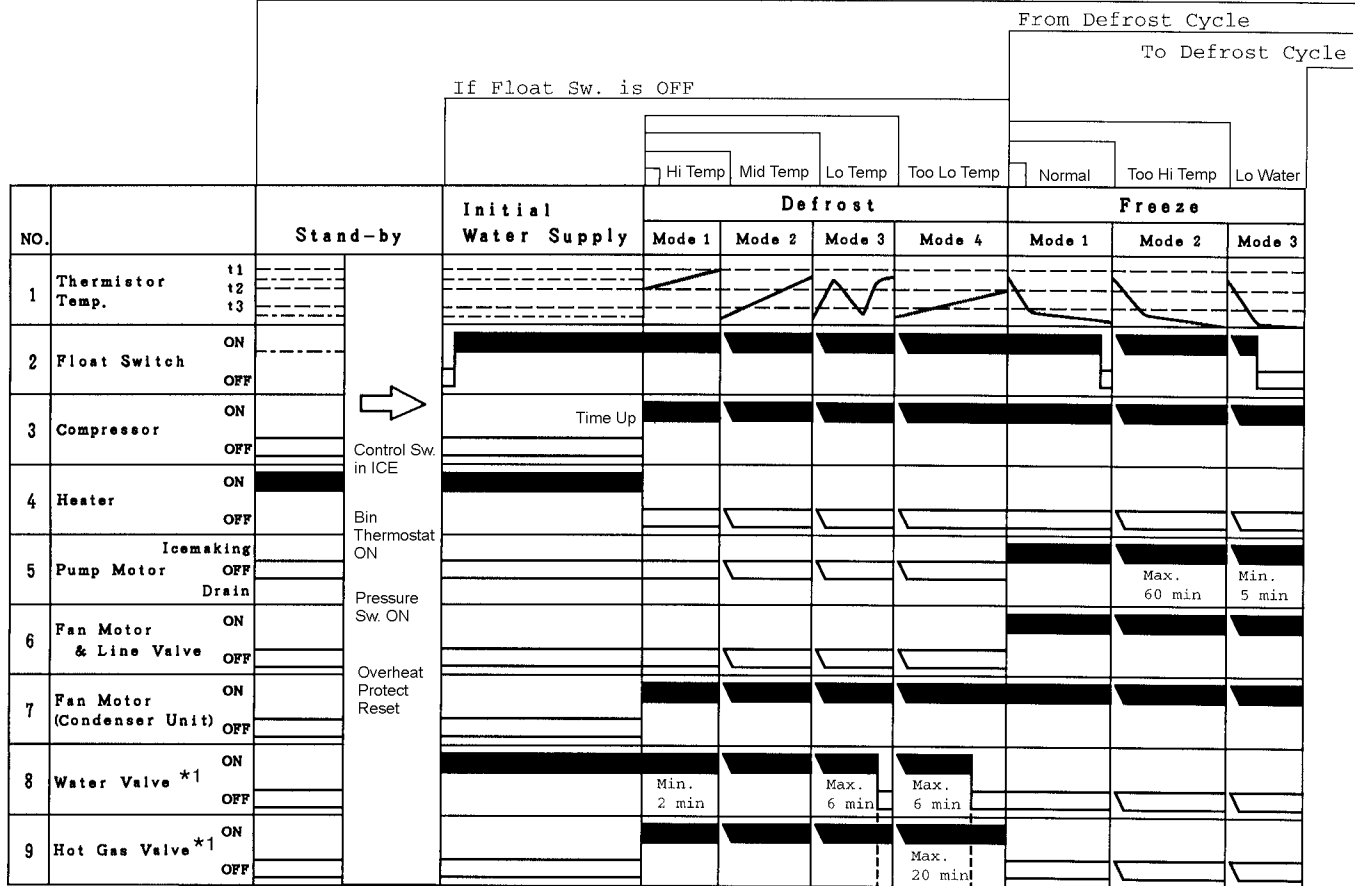 From Defrost Cycle
To Defrost Cycle
If Float Sw. is OFF
Hi Temp Mid Temp Lo Temp Too Lo Temp Normal Too Hi Temp Lo Water
NO. Stand-by Initial Water Supply Defrost Freeze
Mode 1 Mode 2 Mode 3 Mode 4 Mode 1 Mode 2 Mode 3
1 Thermistor Temp. t1 t2 t3
2 Float Switch ON OFF
3 Compressor ON OFF
Time Up
4 Heater ON OFF
5 Pump Motor Icemaking OFF Drain
Max. 60 min
Min. 5 min
6 Fan Motor & Line Valve ON OFF
7 Fan Motor (Condenser Unit) ON OFF
8 Water Valve *1 ON OFF
Min. 2 min
Max. 6 min
Max. 6 min
9 Hot Gas Valve *1 ON OFF
Max. 20 min
Control Sw. in ICE
Bin Thermostat ON
Pressure Sw. ON
Overheat Protect Reset